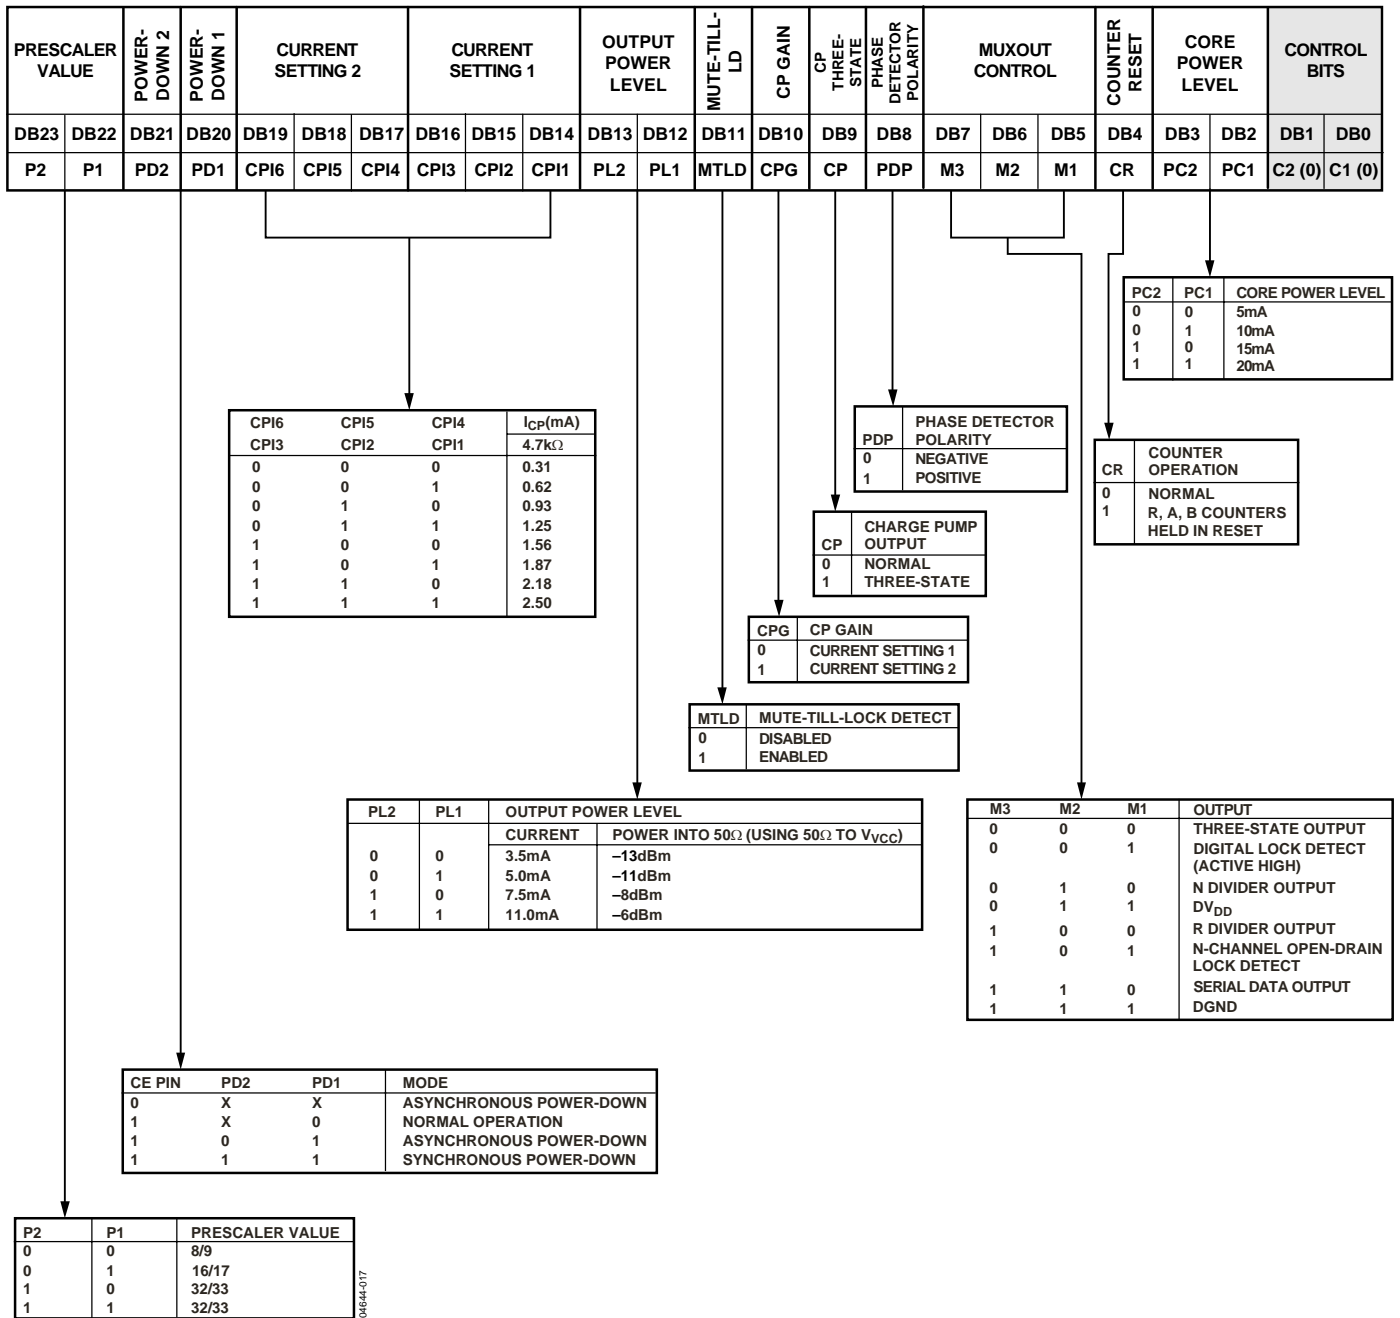 PRESCALER VALUE
POWER-DOWN 2
POWER-DOWN 1
CURRENT SETTING 2
CURRENT SETTING 1
OUTPUT POWER LEVEL
MUTE-TILL-LD
CP GAIN
CP THREE-STATE
PHASE DETECTOR POLARITY
MUXOUT CONTROL
COUNTER RESET
CORE POWER LEVEL
CONTROL BITS
DB23 DB22 DB21 DB20 DB19 DB18 DB17 DB16 DB15 DB14 DB13 DB12 DB11 DB10 DB9 DB8 DB7 DB6 DB5 DB4 DB3 DB2 DB1 DB0
P2 P1 PD2 PD1 CPI6 CPI5 CPI4 CPI3 CPI2 CPI1 PL2 PL1 MTLD CPG CP PDP M3 M2 M1 CR PC2 PC1 C2 (0) C1 (0)
PC2 PC1 CORE POWER LEVEL
0 0 5mA
0 1 10mA
1 0 15mA
1 1 20mA
CPI6 CPI5 CPI4 ICP(mA)
CPI3 CPI2 CPI1 4.7kΩ
0 0 0 0.31
0 0 1 0.62
0 1 0 0.93
0 1 1 1.25
1 0 0 1.56
1 0 1 1.87
1 1 0 2.18
1 1 1 2.50
PHASE DETECTOR
PDP POLARITY
0 NEGATIVE
1 POSITIVE
COUNTER
CR OPERATION
0 NORMAL
1 R, A, B COUNTERS
HELD IN RESET
CHARGE PUMP
CP OUTPUT
0 NORMAL
1 THREE-STATE
CPG CP GAIN
0 CURRENT SETTING 1
1 CURRENT SETTING 2
MTLD MUTE-TILL-LOCK DETECT
0 DISABLED
1 ENABLED
PL2 PL1 OUTPUT POWER LEVEL
CURRENT POWER INTO 50Ω (USING 50Ω TO VVCC)
0 0 3.5mA –13dBm
0 1 5.0mA –11dBm
1 0 7.5mA –8dBm
1 1 11.0mA –6dBm
M3 M2 M1 OUTPUT
0 0 0 THREE-STATE OUTPUT
0 0 1 DIGITAL LOCK DETECT
(ACTIVE HIGH)
0 1 0 N DIVIDER OUTPUT
0 1 1 DVDD
1 0 0 R DIVIDER OUTPUT
1 0 1 N-CHANNEL OPEN-DRAIN
LOCK DETECT
1 1 0 SERIAL DATA OUTPUT
1 1 1 DGND
CE PIN PD2 PD1 MODE
0 X X ASYNCHRONOUS POWER-DOWN
1 X 0 NORMAL OPERATION
1 0 1 ASYNCHRONOUS POWER-DOWN
1 1 1 SYNCHRONOUS POWER-DOWN
P2 P1 PRESCALER VALUE
0 0 8/9
0 1 16/17
1 0 32/33
1 1 32/33
04644-017